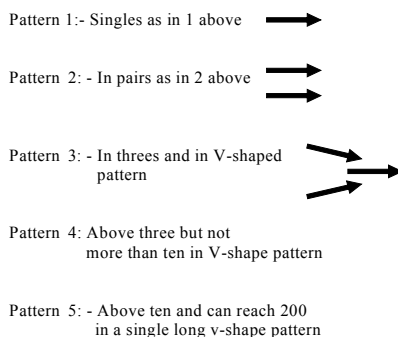 Pattern 1:- Singles as in 1 above
Pattern 2: - In pairs as in 2 above
Pattern 3: - In threes and in V-shaped
pattern
Pattern 4: Above three but not
more than ten in V-shape pattern
Pattern 5: - Above ten and can reach 200
in a single long v-shape pattern